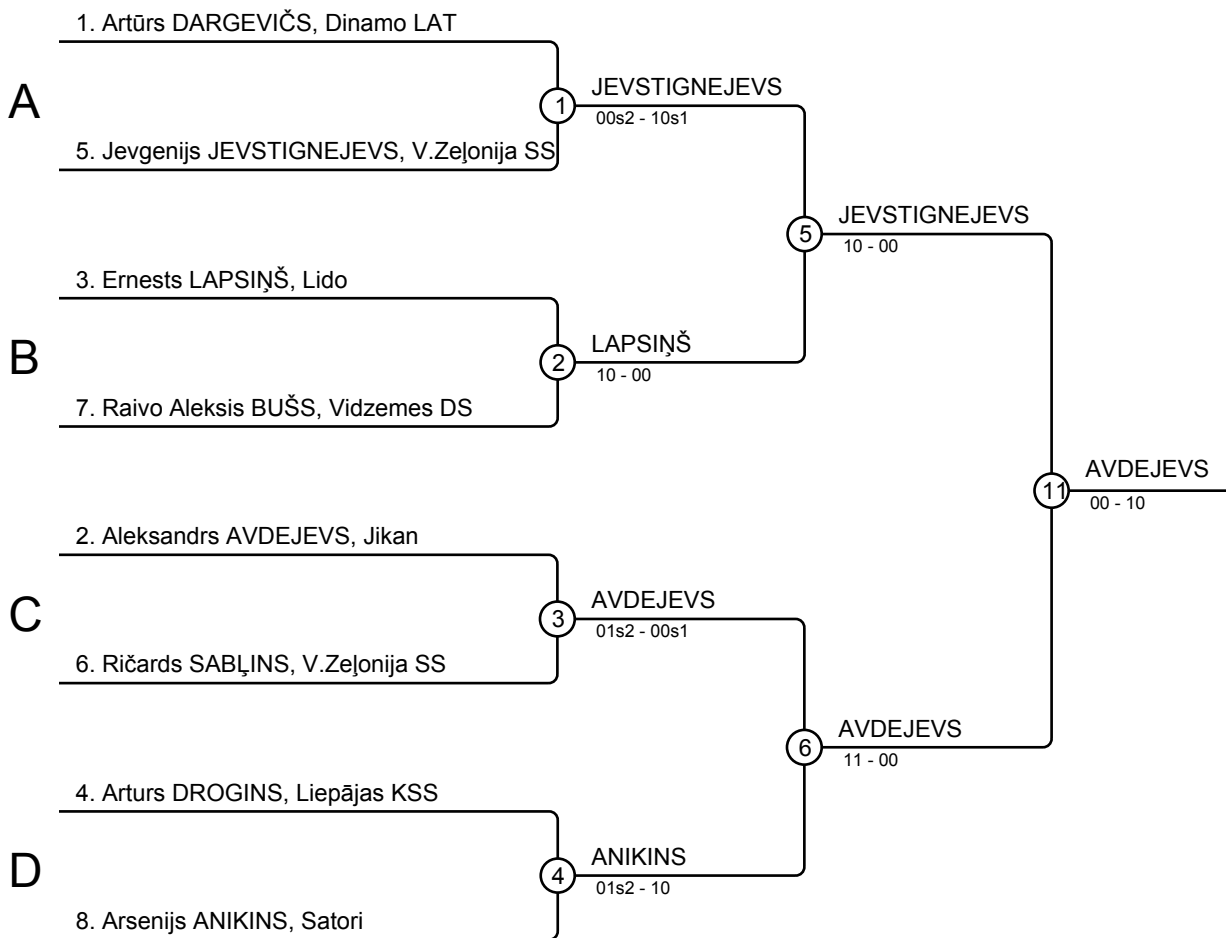 1. Artūrs DARGEVIČS, Dinamo LAT
A
1
JEVSTIGNEJEVS
00s2 - 10s1
5. Jevgenijs JEVSTIGNEJEVS, V.Zeļonija SS
5
JEVSTIGNEJEVS
10 - 00
3. Ernests LAPSIŅŠ, Lido
B
2
LAPSIŅŠ
10 - 00
7. Raivo Aleksis BUŠS, Vidzemes DS
11
AVDEJEVS
00 - 10
2. Aleksandrs AVDEJEVS, Jikan
C
3
AVDEJEVS
01s2 - 00s1
6. Ričards SABĻINS, V.Zeļonija SS
6
AVDEJEVS
11 - 00
4. Arturs DROGINS, Liepājas KSS
D
4
ANIKINS
01s2 - 10
8. Arsenijs ANIKINS, Satori